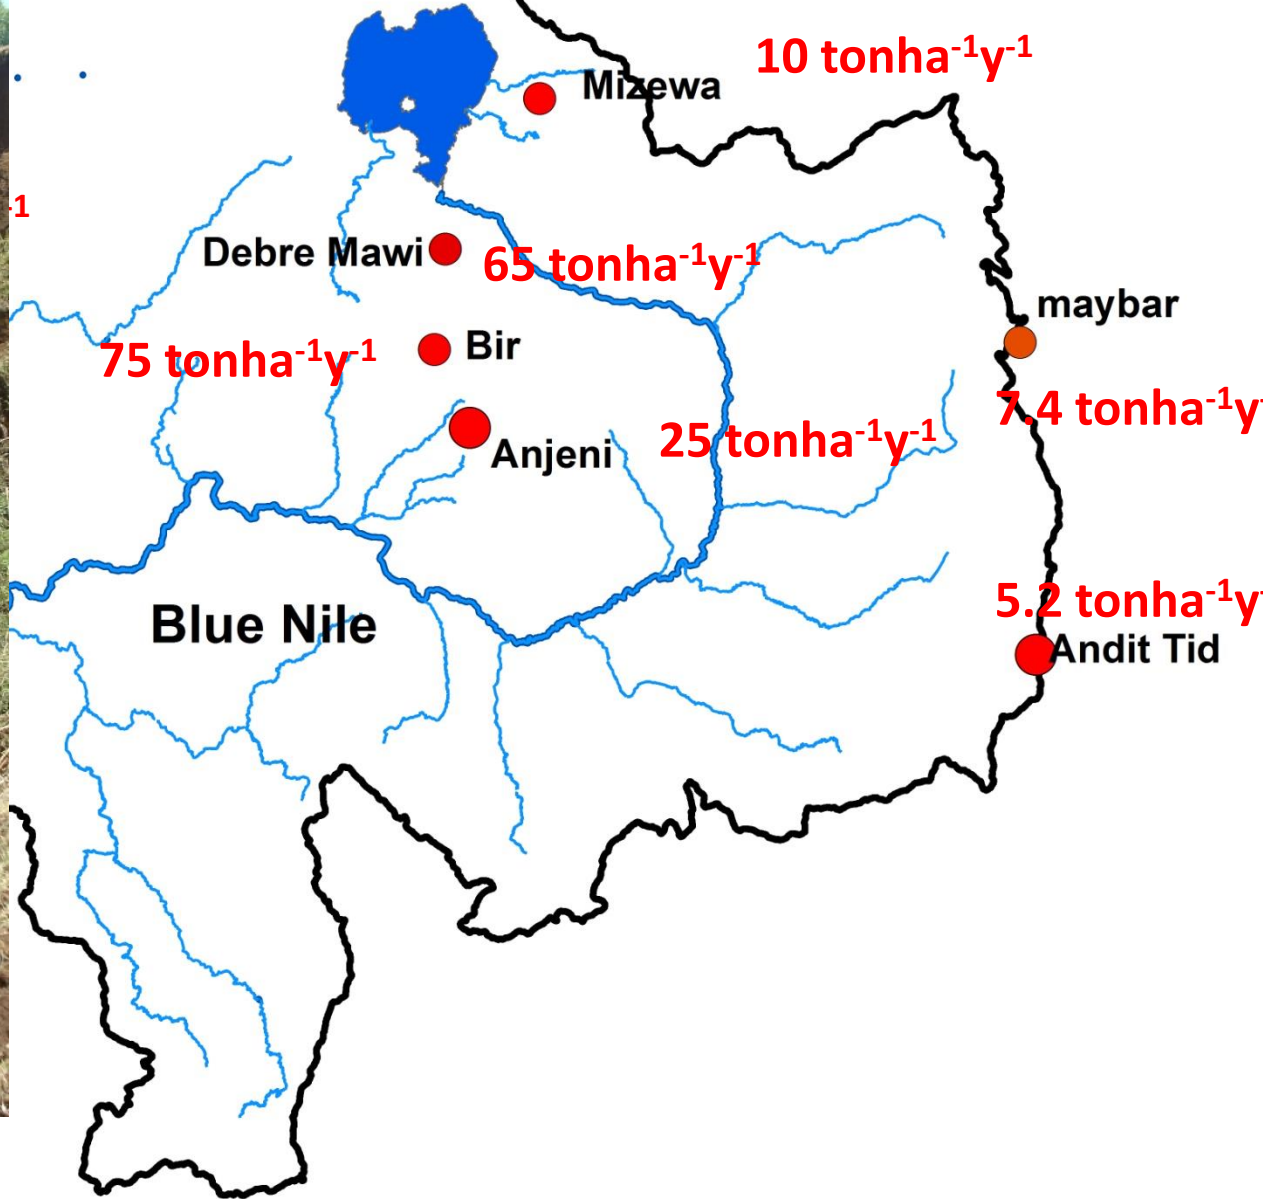 10 tonha⁻¹y⁻¹
Mizewa
-1
Debre Mawi
65 tonha⁻¹y⁻¹
maybar
Bir
75 tonha⁻¹y⁻¹
7.4 tonha⁻¹y⁻
25 tonha⁻¹y⁻¹
Anjeni
5.2 tonha⁻¹y⁻
Blue Nile
Andit Tid